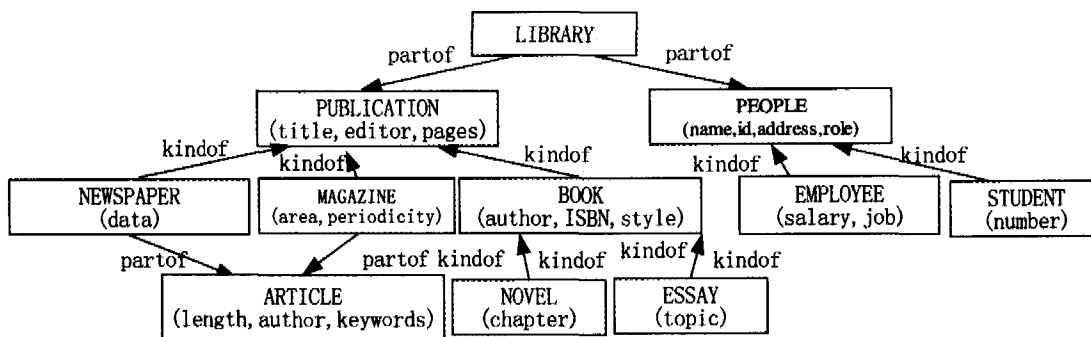 LIBRARY
partof
partof
PUBLICATION
(title, editor, pages)
PEOPLE
(name,id,address,role)
kindof
kindof
kindof
kindof
kindof
NEWSPAPER
(data)
MAGAZINE
(area, periodicity)
BOOK
(author, ISBN, style)
EMPLOYEE
(salary, job)
STUDENT
(number)
partof
partof
kindof
kindof
kindof
kindof
ARTICLE
(length, author, keywords)
NOVEL
(chapter)
ESSAY
(topic)